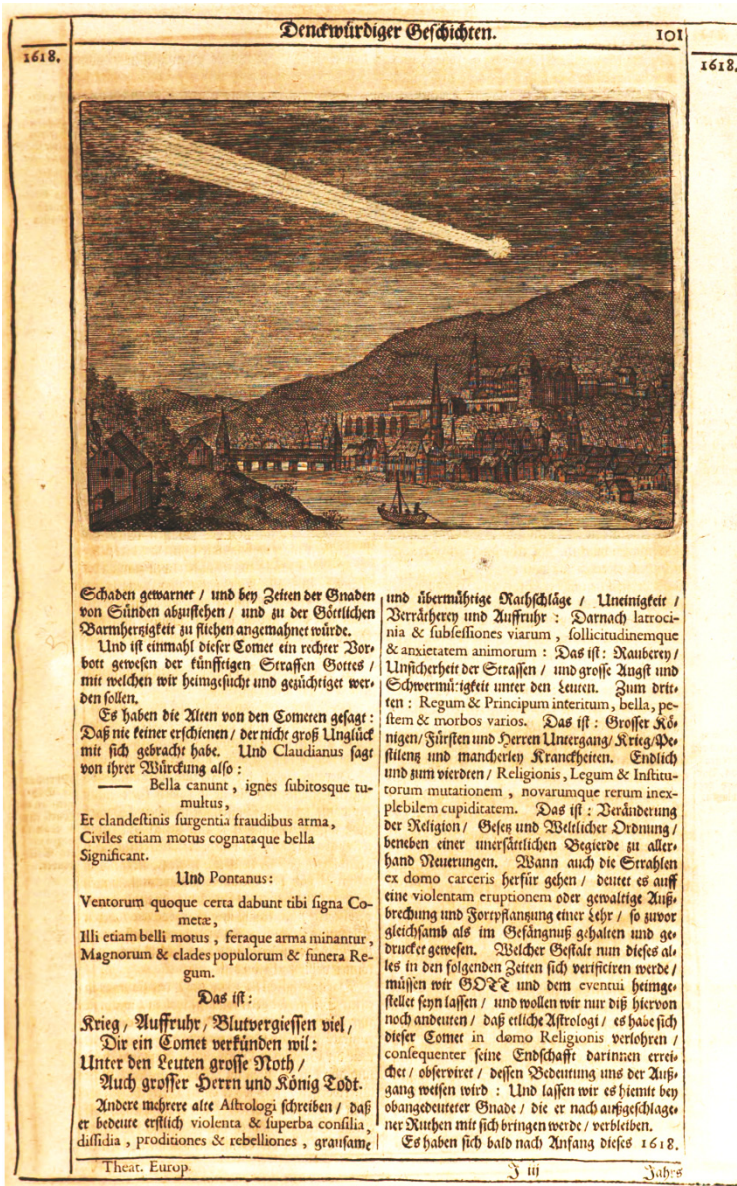 Denckwürdiger Geschichten.
101
1618.
1618.
Schaden gewarnet / und bey Zeiten der Gnaden
von Sünden abzustehen / und zu der Göttlichen
Barmhertzigkeit zu fliehen angemahnet würde.
Und ist einmahl dieser Comet ein rechter Vor-
bott gewesen der künfftigen Straffen Gottes /
mit welchen wir heimgesucht und gezüchtiget wer-
den sollen.
Es haben die Alten von den Cometen gesagt:
Daß nie keiner erschienen / der nicht groß Unglück
mit sich gebracht habe. Und Claudianus sagt
von ihrer Würckung also:
—— Bella canunt, ignes subitosque tu-
multus,
Et clandestinis surgentia fraudibus arma,
Civiles etiam motus cognataque bella
Significant.
Und Pontanus:
Ventorum quoque certa dabunt tibi signa Co-
metæ,
Illi etiam belli motus, feraque arma minantur,
Magnorum & clades populorum & funera Re-
gum.
Das ist:
Krieg, Auffruhr, Blutvergiessen viel,
Dir ein Comet verkünden wil:
Unter den Leuten grosse Noth /
Auch grosser Herrn und König Todt.
Andere mehrere alte Astrologi schreiben / daß
er bedeute erstlich violenta & superba consilia,
dissidia, proditiones & rebelliones, grausame
und übermühtige Rathschläge / Uneinigkeit /
Verrätherey und Auffruhr: Darnach latroci-
nia & subsessiones viarum, sollicitudinemque
& anxietatem animorum: Das ist: Rauberey /
Unsicherheit der Strassen / und grosse Angst und
Schwermütigkeit unter den Leuten. Zum drit-
ten: Regum & Principum interitum, bella, pe-
stem & morbos varios. Das ist: Grosser Kö-
nigen / Fürsten und Herren Untergang / Krieg / Pe-
stilentz und mancherley Kranckheiten. Endlich
und zum vierdten / Religionis, Legum & Institu-
torum mutationem, novarumque rerum inex-
plebilem cupiditatem. Das ist: Veränderung
der Religion / Gesetz und Weltlicher Ordnung /
beneben einer unersättlichen Begierde zu aller-
hand Neuerungen. Wann auch die Strahlen
ex domo carceris herfür gehen / deutet es auff
eine violentam eruptionem oder gewaltige Auß-
brechung und Fortpflantzung einer Lehr / so zuvor
gleichsamb als im Gefängnuß gehalten und ge-
drucket gewesen. Welcher Gestalt nun dieses al-
les in den folgenden Zeiten sich verificiren werde /
müssen wir GOTT und dem eventui heimge-
stellet seyn lassen / und wollen wir nur diß hiervon
noch andeuten / daß etliche Astrologi / es habe sich
dieser Comet in domo Religionis verlohren /
consequenter seine Endschafft darinnen errei-
chet / observiret / dessen Bedeutung uns der Auß-
gang weisen wird: Und lassen wir es hiemit bey
obangedeuteter Gnade / die er nach außgeschlage-
ner Ruthen mit sich bringen werde / verbleiben.
Es haben sich bald nach Anfang dieses 1618.
Theat. Europ.
J iij
Jahrs